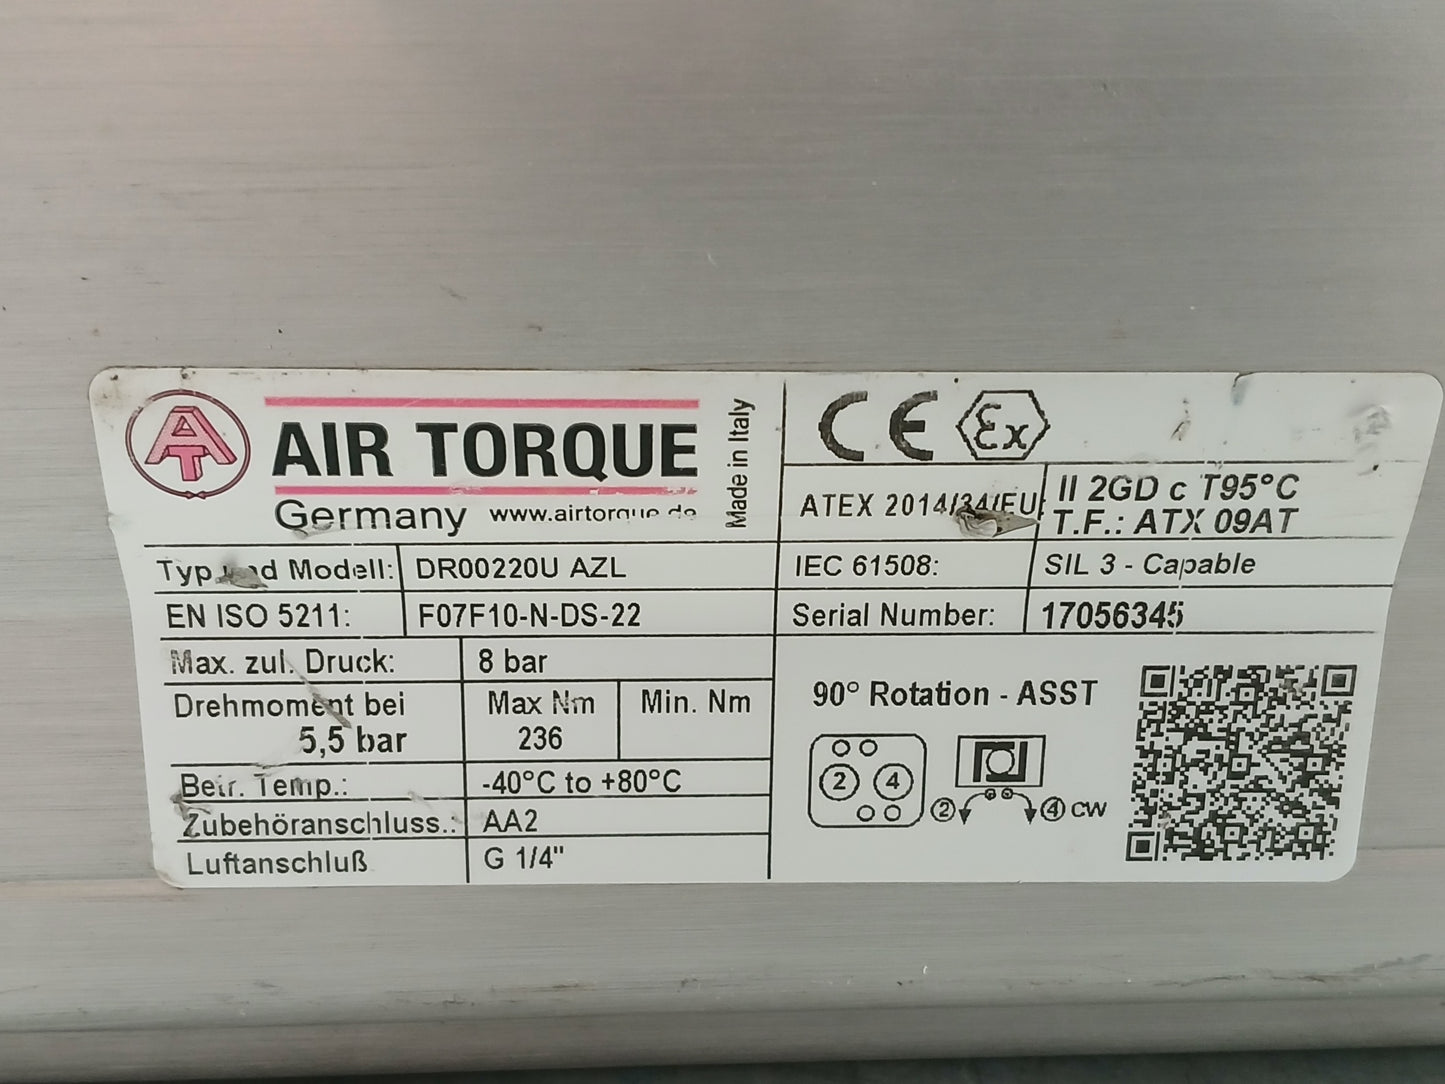 AT
AIR TORQUE
Germany www.airtorque.de
Made in Italy
CE Ex
ATEX 2014/34/EU: II 2GD c T95°C
T.F.: ATX 09AT
Typ und Modell: DR00220U AZL
IEC 61508: SIL 3 - Capable
EN ISO 5211: F07F10-N-DS-22
Serial Number: 17056345
Max. zul. Druck: 8 bar
Drehmoment bei Max Nm Min. Nm
5,5 bar 236
Betr. Temp.: -40°C to +80°C
Zubehöranschluss.: AA2
Luftanschluß G 1/4"
90° Rotation - ASST
2 4
2 4 CW